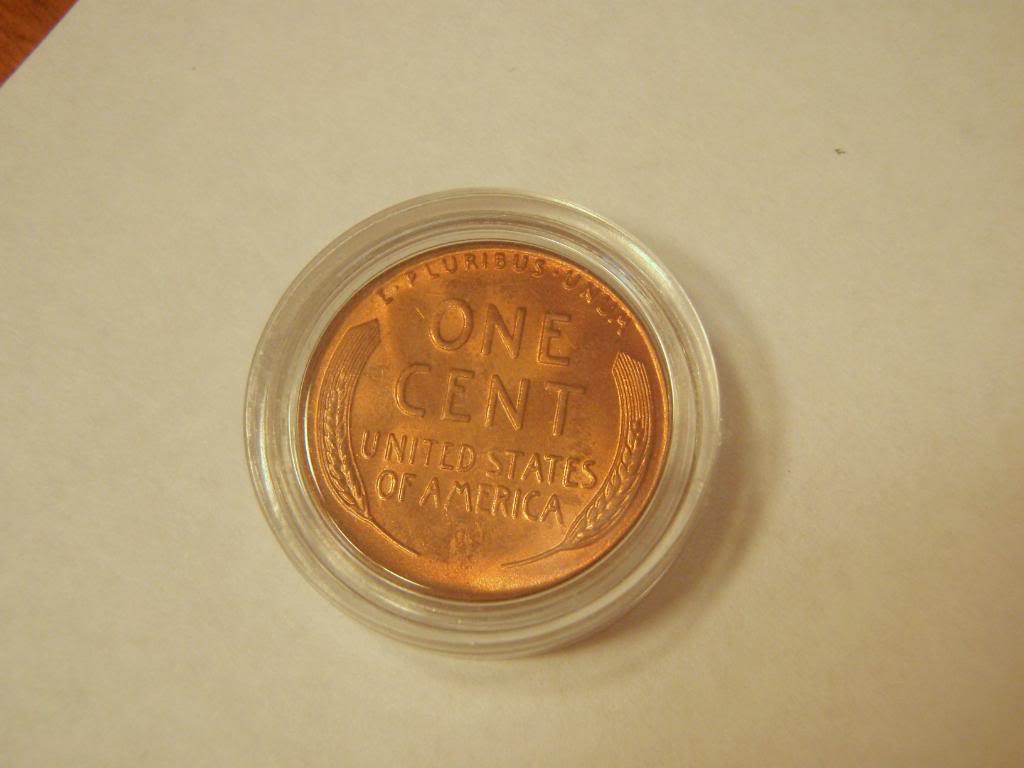 E·PLURIBUS·UNUM
ONE
CENT
UNITED STATES
OF AMERICA